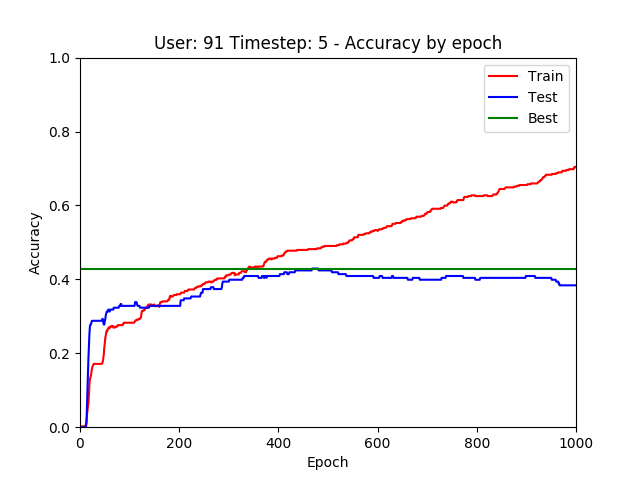 User: 91 Timestep: 5 - Accuracy by epoch
1.0
0.8
0.6
0.4
0.2
0.0
Accuracy
Train
Test
Best
0 200 400 600 800 1000
Epoch